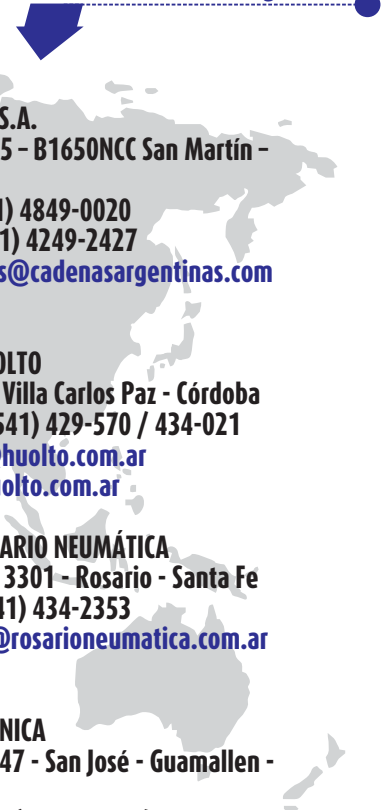 S.A.
5 – B1650NCC San Martín –
1) 4849-0020
1) 4249-2427
s@cadenasargentinas.com
OLTO
Villa Carlos Paz - Córdoba
541) 429-570 / 434-021
@huolto.com.ar
uolto.com.ar
ARIO NEUMÁTICA
3301 - Rosario - Santa Fe
41) 434-2353
@rosarioneumatica.com.ar
NICA
47 - San José - Guamallen -